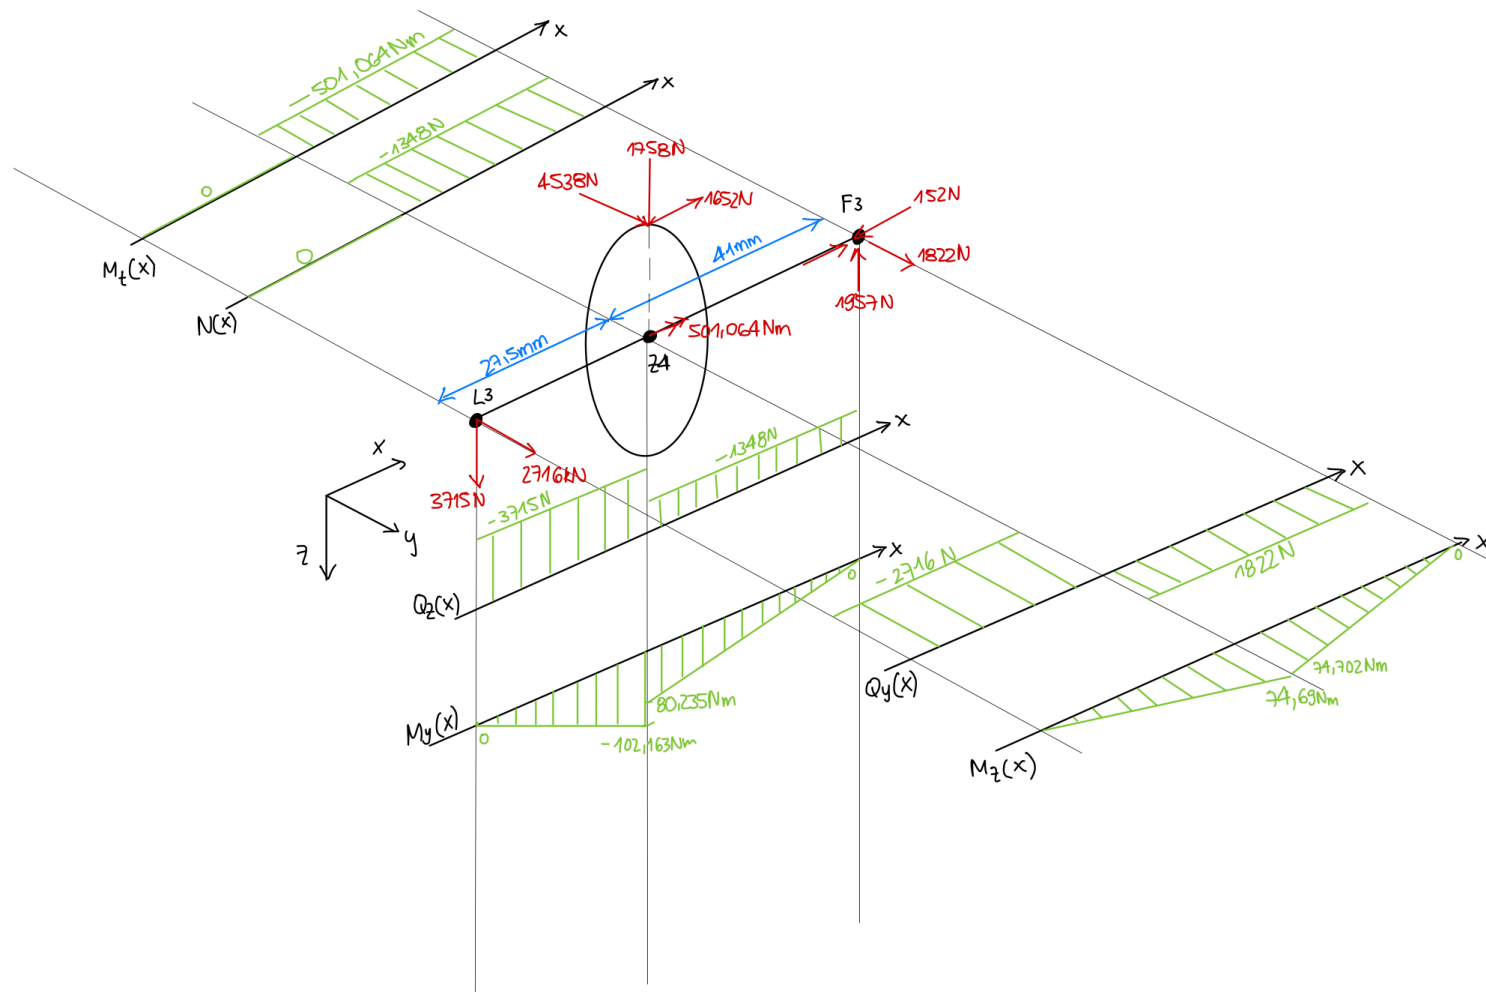 -501,064Nm
x
-1348N
x
0
0
Mt(x)
N(x)
1758N
4538N
1652N
F3
152N
1822N
1957N
41mm
27,5mm
501,064Nm
Z4
L3
2716N
3715N
x
y
z
-3715N
-1348N
x
Qz(x)
x
0
80,235Nm
-102,163Nm
0
My(x)
-2716 N
x
1822N
Qy(x)
x
0
74,702Nm
74,69Nm
Mz(x)